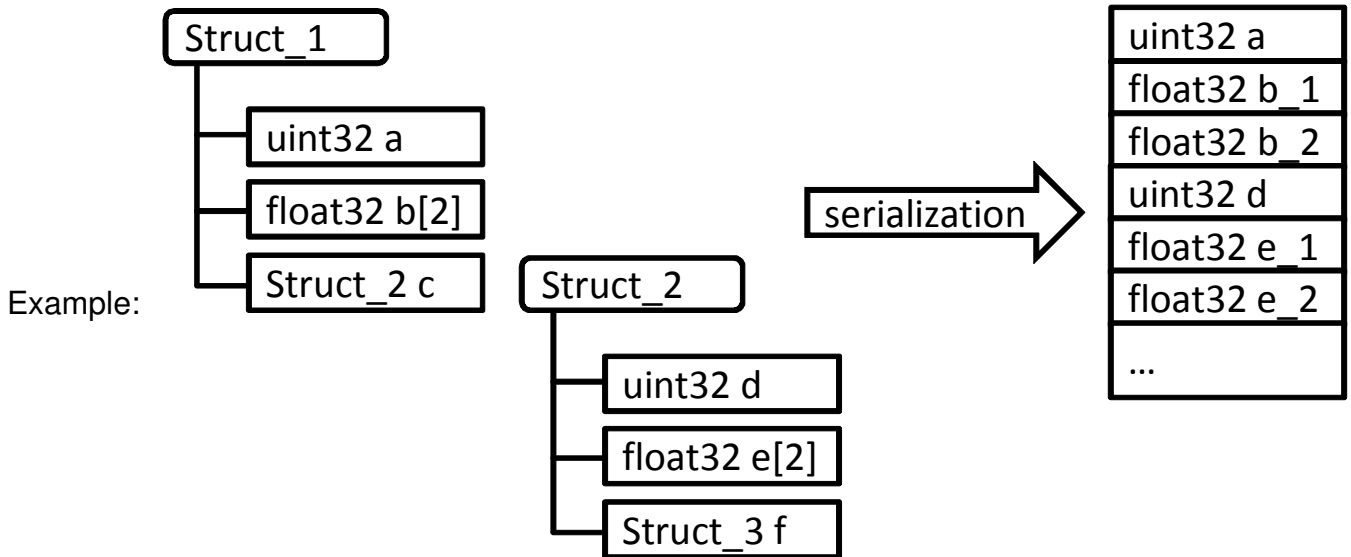 Struct_1
uint32 a
float32 b[2]
Struct_2 c
Example:
Struct_2
uint32 d
float32 e[2]
Struct_3 f
serialization
uint32 a
float32 b_1
float32 b_2
uint32 d
float32 e_1
float32 e_2
...